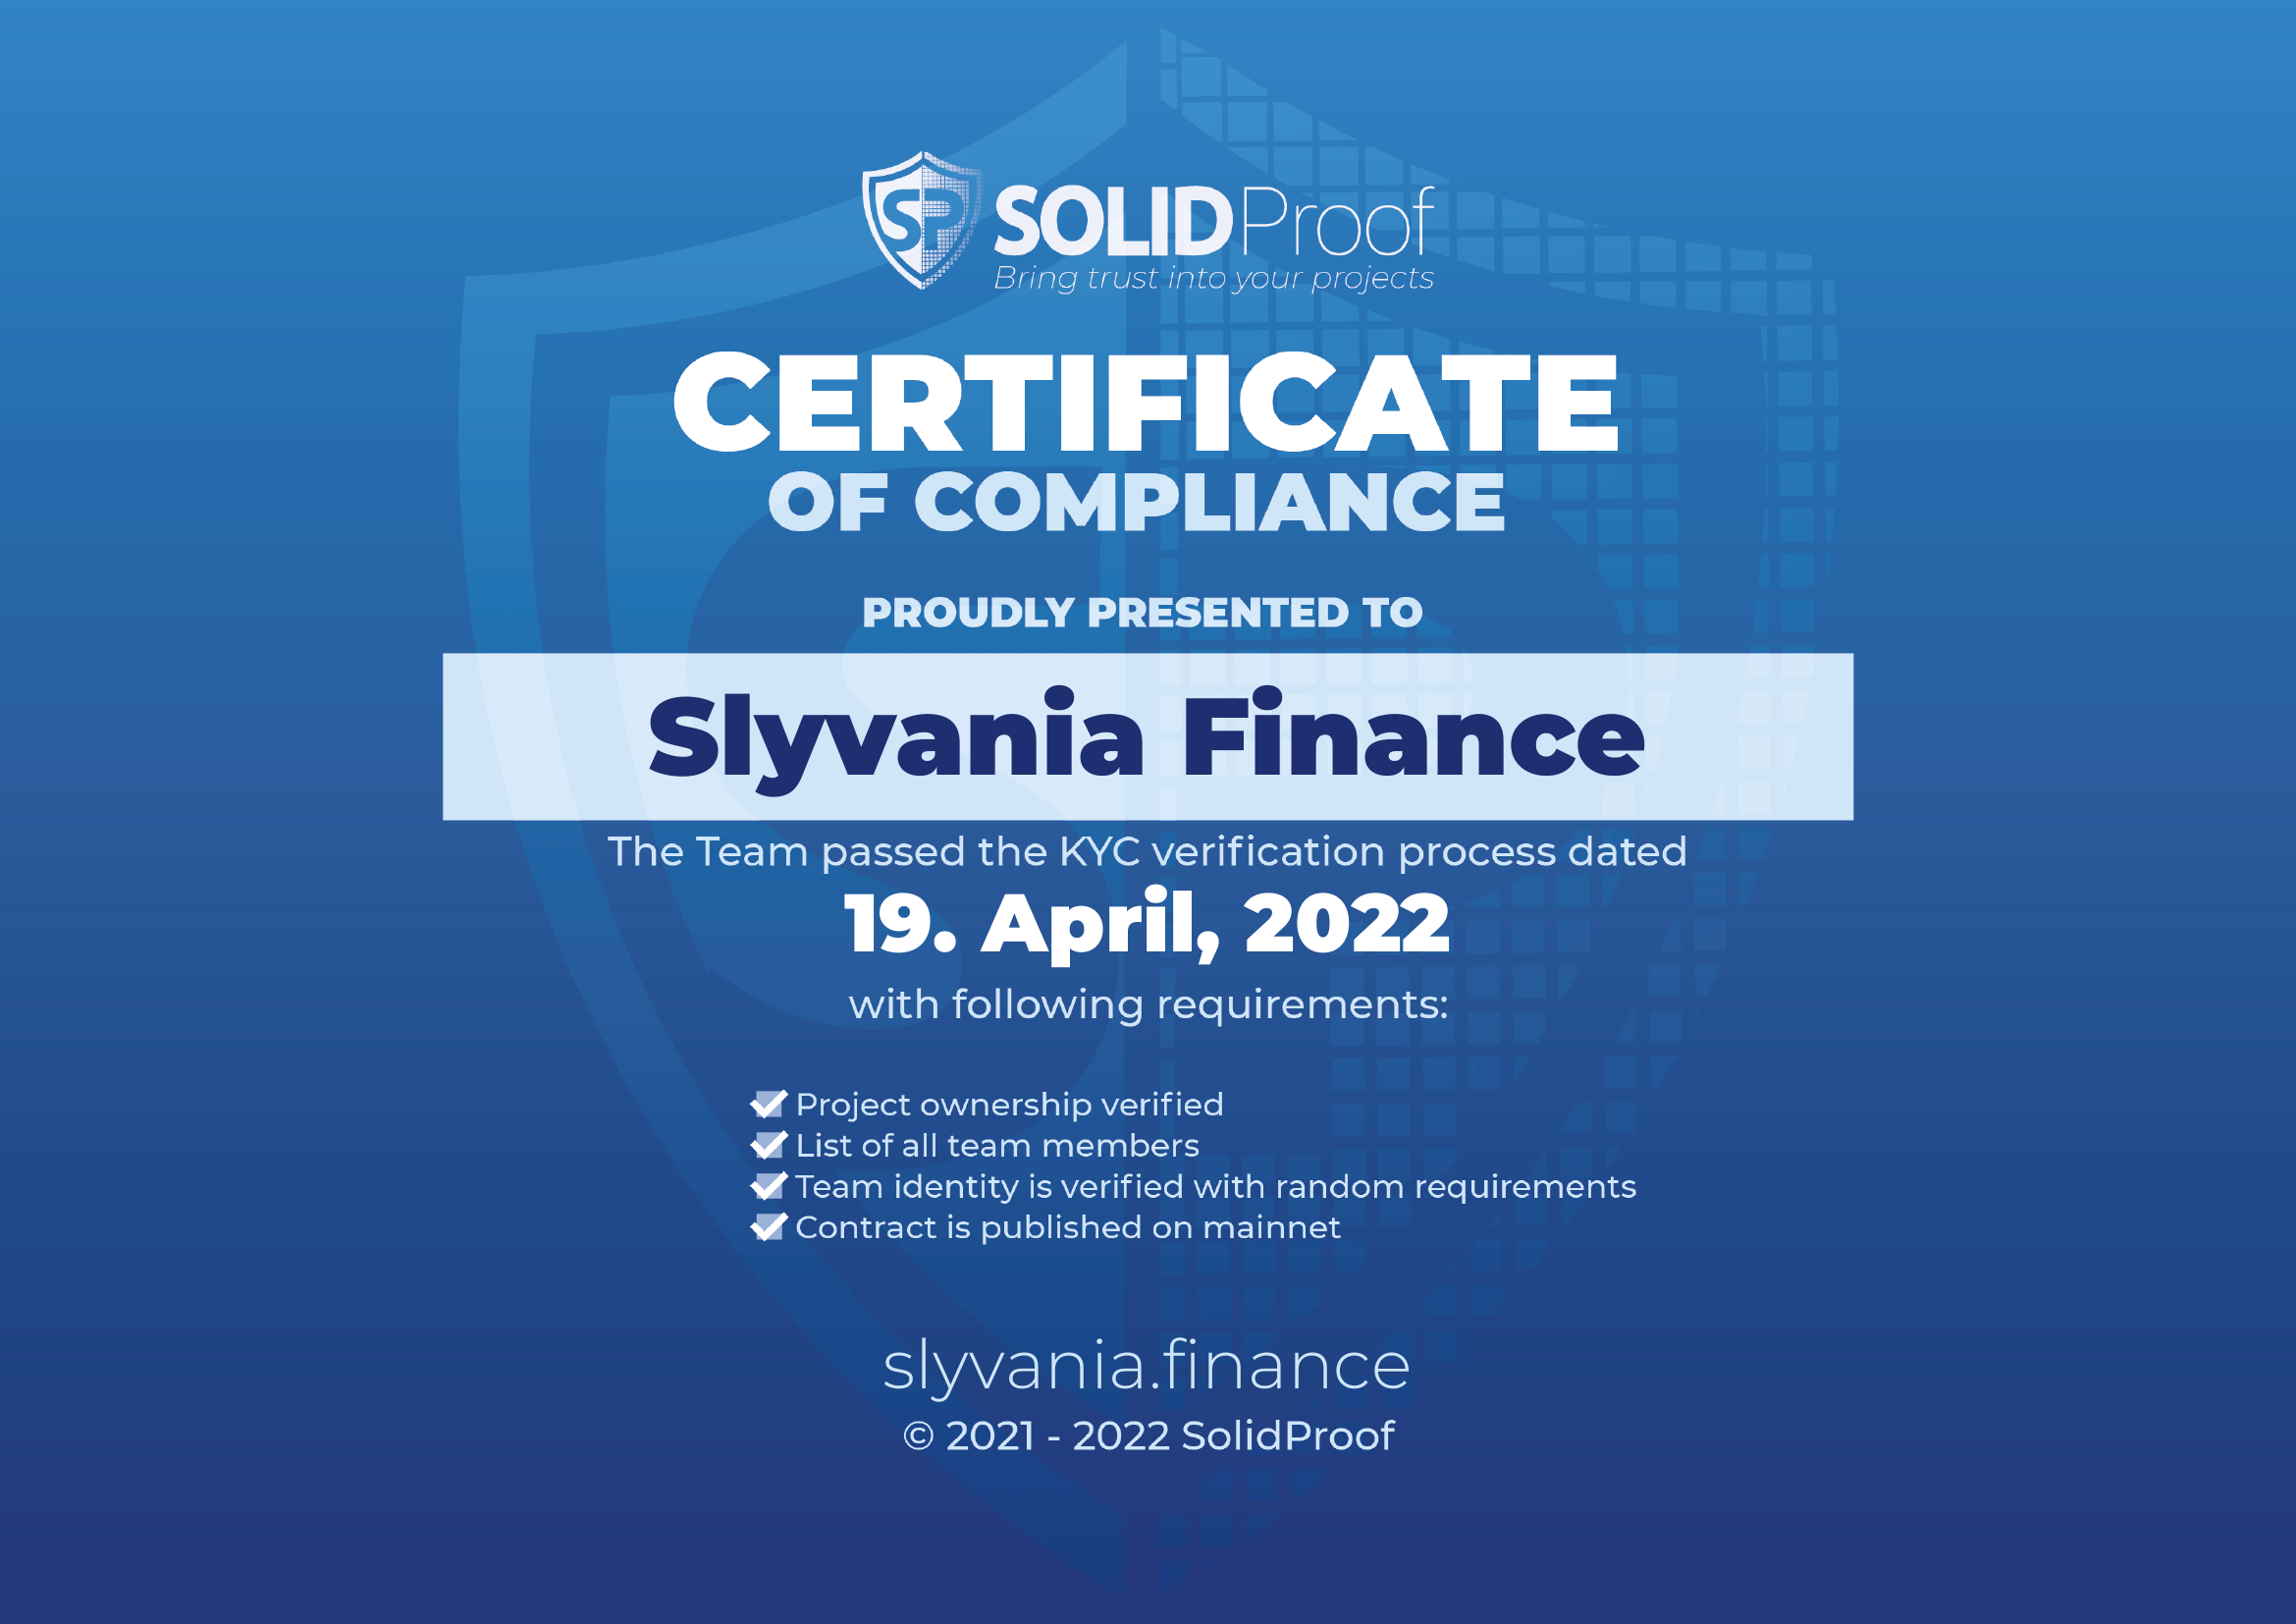 SP SOLIDProof
Bring trust into your projects
CERTIFICATE
OF COMPLIANCE
PROUDLY PRESENTED TO
Slyvania Finance
The Team passed the KYC verification process dated
19. April, 2022
with following requirements:
Project ownership verified
List of all team members
Team identity is verified with random requirements
Contract is published on mainnet
slyvania.finance
© 2021 - 2022 SolidProof